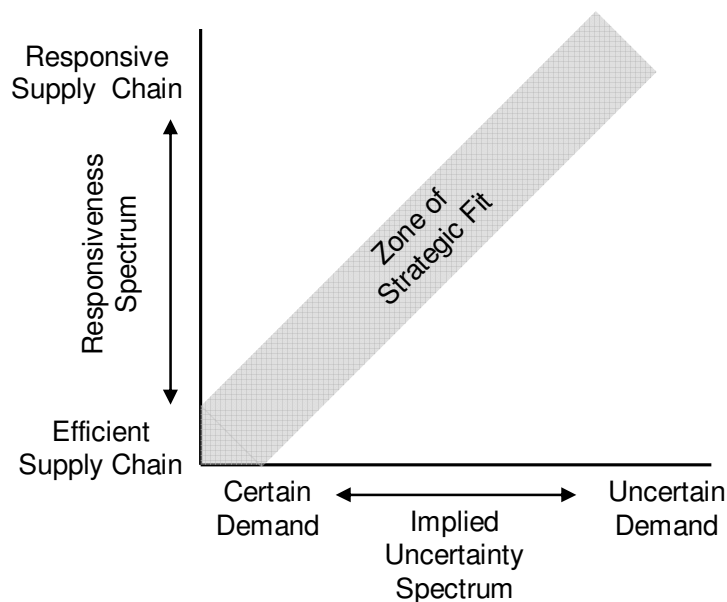 Responsive
Supply Chain
Responsiveness
Spectrum
Zone of
Strategic Fit
Efficient
Supply Chain
Certain
Demand
Implied
Uncertainty
Spectrum
Uncertain
Demand